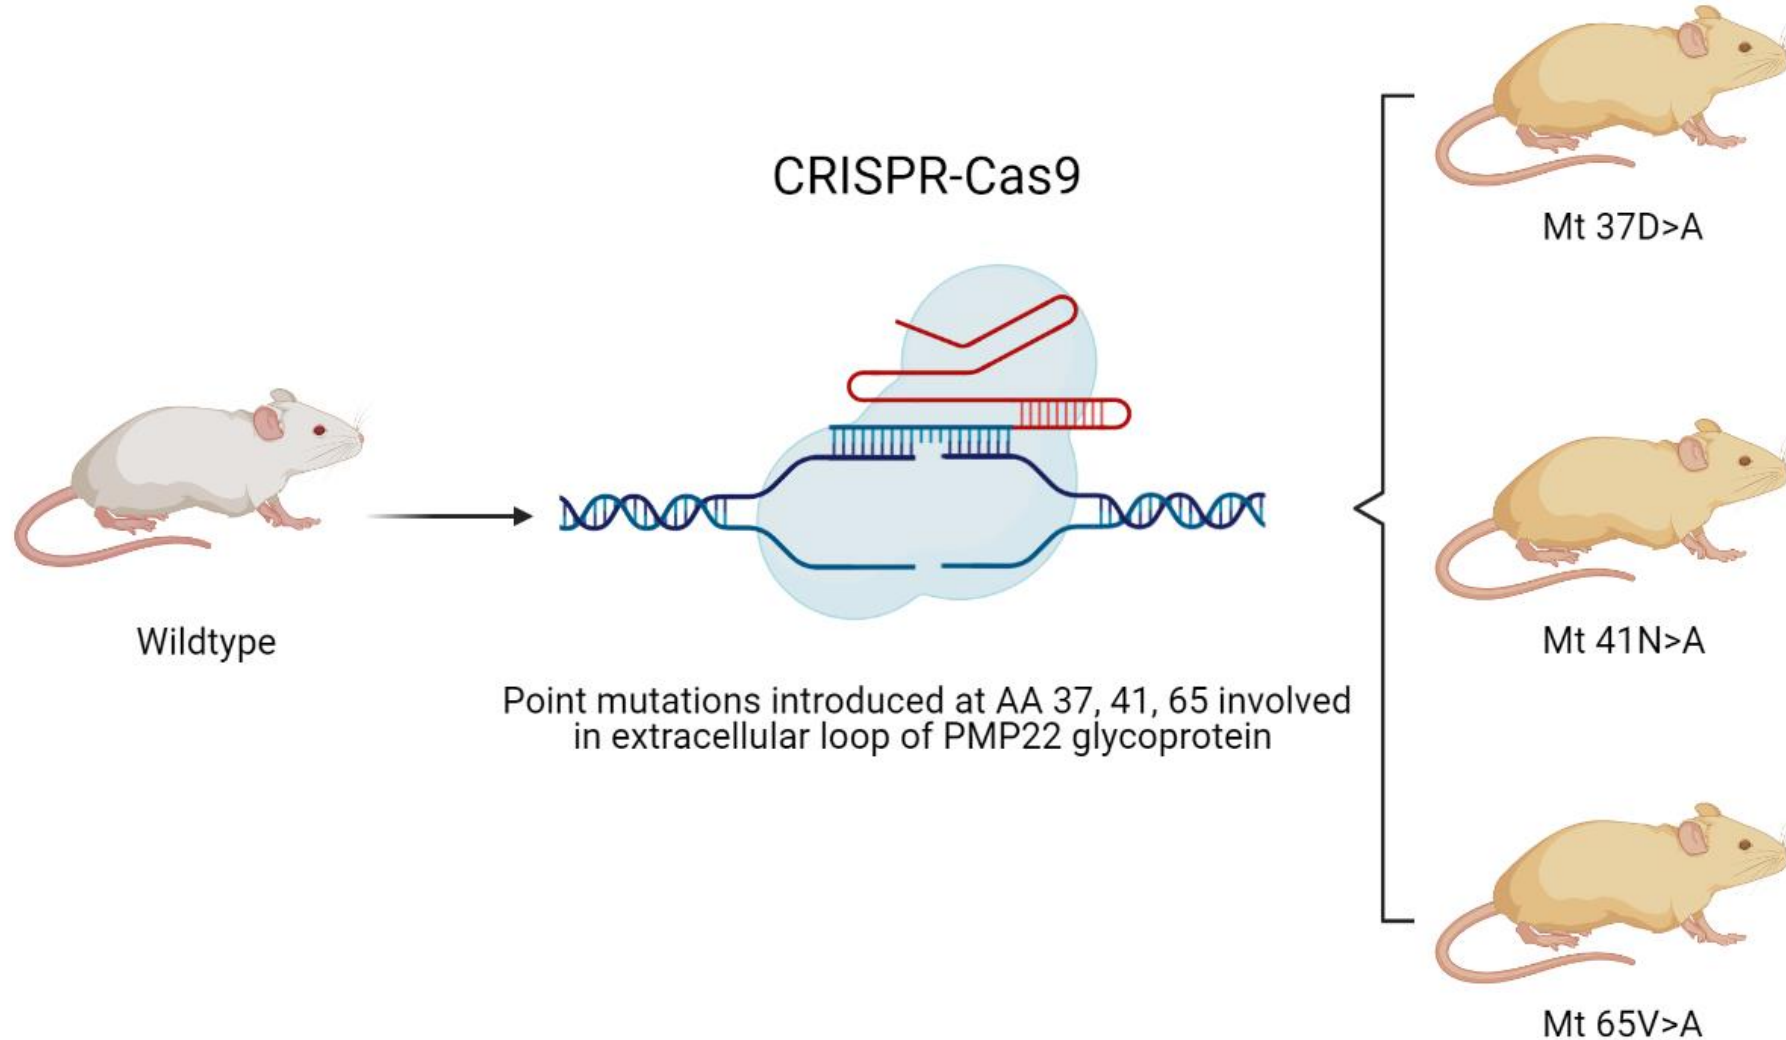 CRISPR-Cas9
Wildtype
Point mutations introduced at AA 37, 41, 65 involved
in extracellular loop of PMP22 glycoprotein
Mt 37D>A
Mt 41N>A
Mt 65V>A